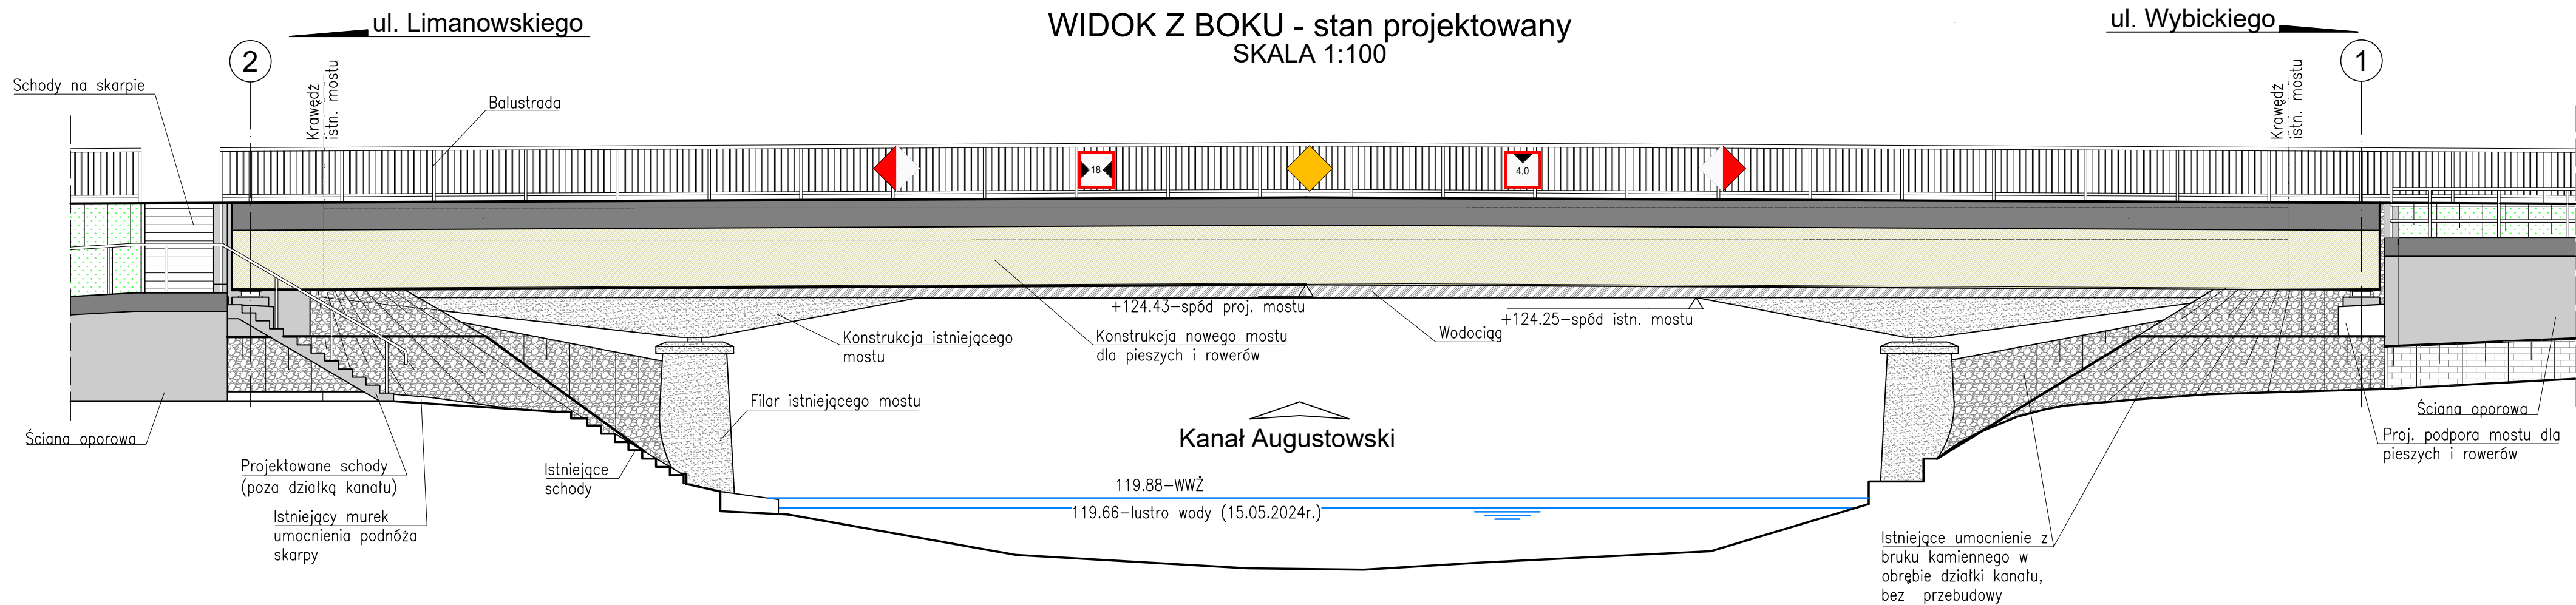 ul. Limanowskiego
WIDOK Z BOKU - stan projektowany
SKALA 1:100
ul. Wybickiego
2
1
Schody na skarpie
Krawędź
istn. mostu
Balustrada
Krawędź
istn. mostu
18
4,0
+124.43-spód proj. mostu
+124.25-spód istn. mostu
Konstrukcja istniejącego
mostu
Konstrukcja nowego mostu
dla pieszych i rowerów
Wodociąg
Filar istniejącego mostu
Kanał Augustowski
Ściana oporowa
Projektowane schody
(poza działką kanału)
Istniejący murek
umocnienia podnóża
skarpy
Istniejące
schody
119.88-WWŻ
119.66-lustro wody (15.05.2024r.)
Ściana oporowa
Proj. podpora mostu dla
pieszych i rowerów
Istniejące umocnienie z
bruku kamiennego w
obrębie działki kanału,
bez przebudowy